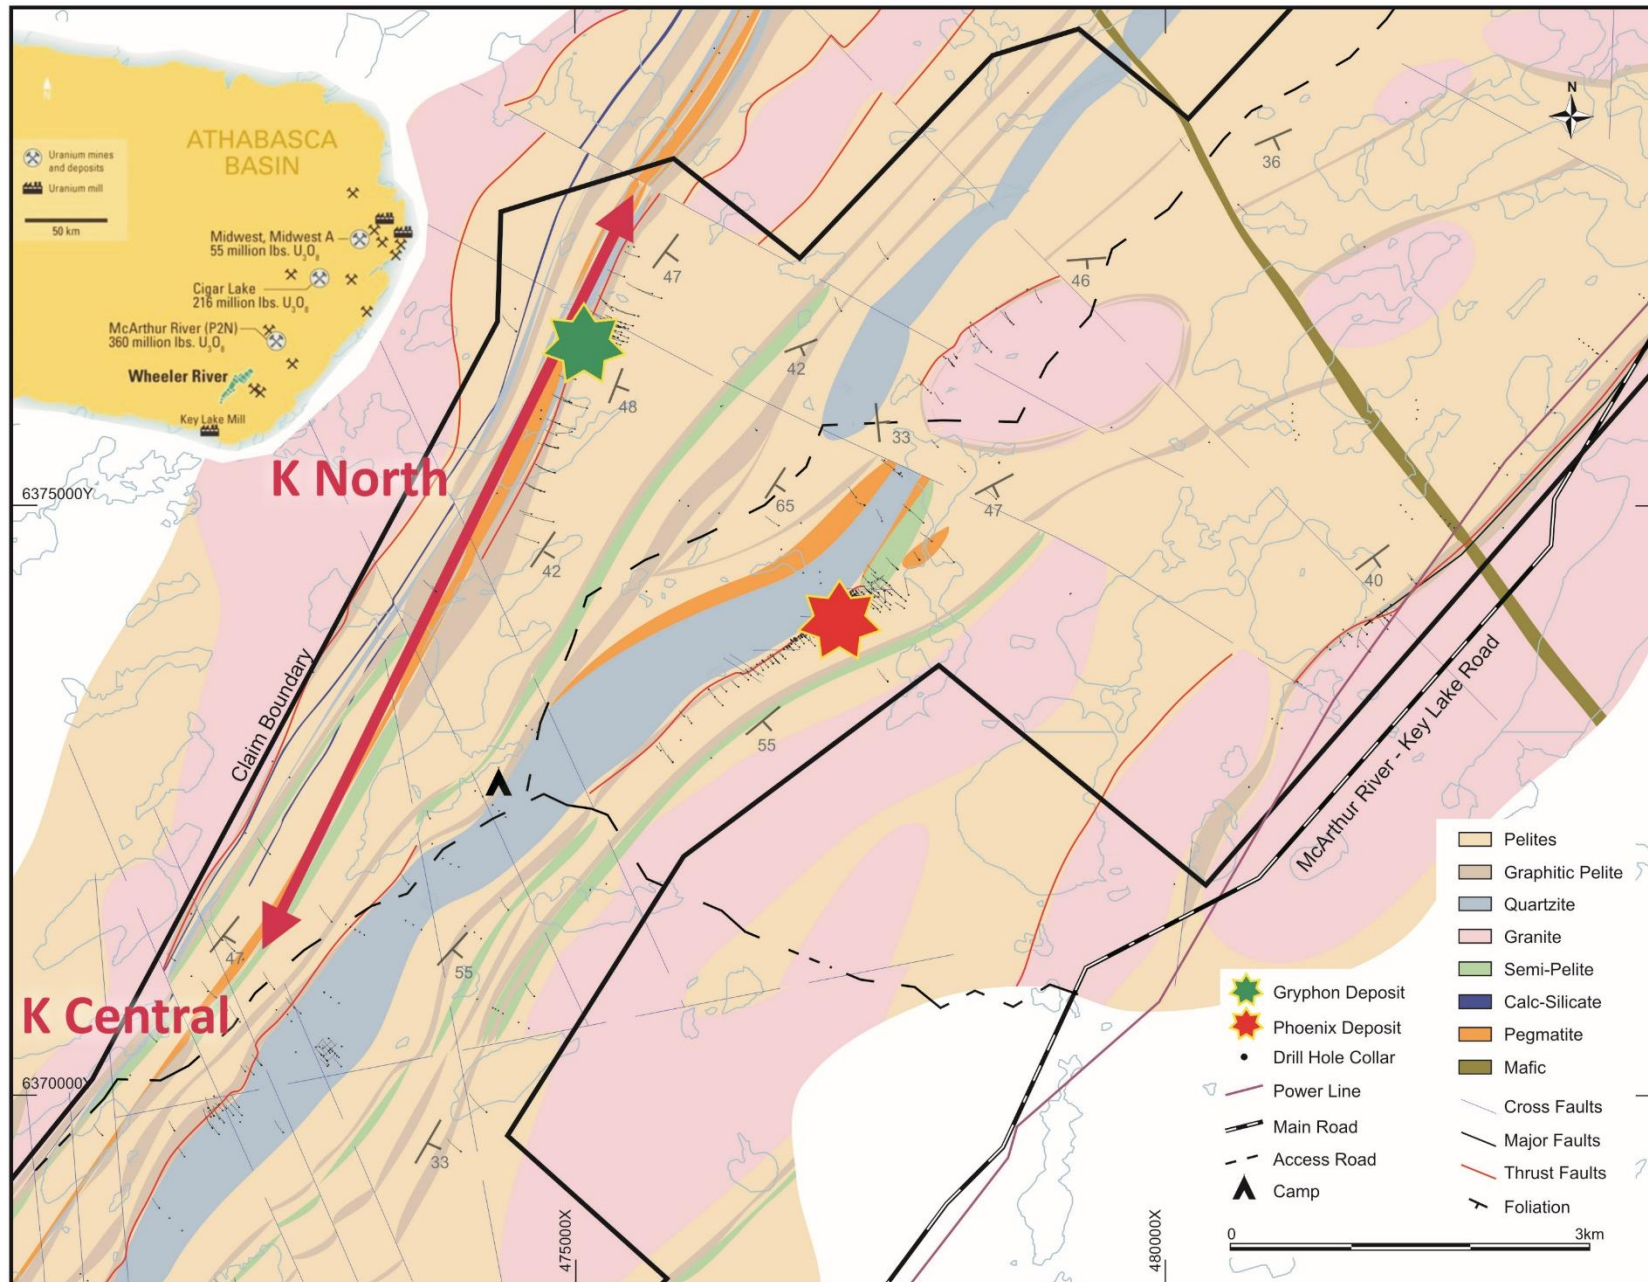 N
ATHABASCA
BASIN
Uranium mines
and deposits
Uranium mill
50 km
Midwest, Midwest A
55 million lbs. U3O8
Cigar Lake
216 million lbs. U3O8
McArthur River (P2N)
360 million lbs. U3O8
Wheeler River
Key Lake Mill
N
36
47
46
42
48
33
K North
6375000Y
65
47
42
40
Claim Boundary
55
McArthur River - Key Lake Road
47
55
K Central
6370000Y
33
475000X
480000X
Gryphon Deposit
Phoenix Deposit
Drill Hole Collar
Power Line
Main Road
Access Road
Camp
Pelites
Graphitic Pelite
Quartzite
Granite
Semi-Pelite
Calc-Silicate
Pegmatite
Mafic
Cross Faults
Major Faults
Thrust Faults
Foliation
0 3km